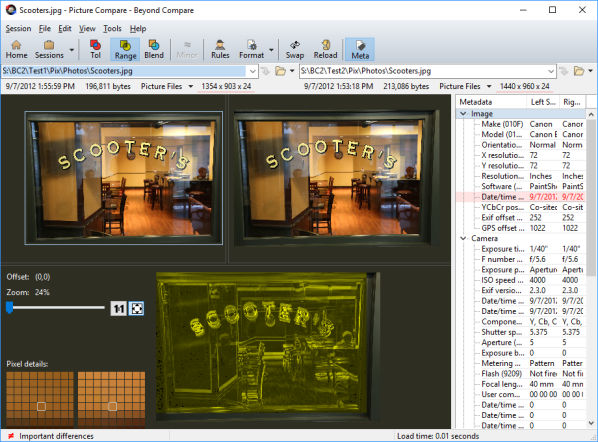 Scooters.jpg - Picture Compare - Beyond Compare
Session File Edit View Tools Help
Home Sessions Tol Range Blend Minor Rules Format Swap Reload Meta
S:\BC2\Test1\Pix\Photos\Scooters.jpg S:\BC2\Test2\Pix\Photos\Scooters.jpg
9/7/2012 1:55:59 PM 196,811 bytes Picture Files 1354 x 903 x 24 9/7/2012 1:53:18 PM 213,086 bytes Picture Files 1440 x 960 x 24
Metadata Left S... Rig...
Image
Make (010F) Canon Canon
Model (01... Canon E Canon
Orientatio... Normal Normal
X resolutio... 72 72
Y resolutio... 72 72
Resolution... Inches Inches
Software (... PaintSho PaintS
Date/time ... 9/7/2012 9/7/20
YCbCr pos... Co-sited Co-sit
Exif offset ... 252 252
GPS offset ... 1022 1022
Camera
Exposure ti... 1/40" 1/40"
F number ... f/5.6 f/5.6
Exposure p... Aperture Apertu
ISO speed ... 4000 4000
Exif versio... 2.3.0 2.3.0
Date/time ... 9/7/2012 9/7/20
Date/time ... 9/7/2012 9/7/20
Componen... Y, Cb, C Y, Cb,
Shutter sp... 5.375 5.375
Aperture (... 5 5
Exposure b... 0 0
Metering ... Pattern Pattern
Flash (9209) Not fired Not fire
Focal leng... 40 mm 40 mm
User com... 00 00 00 00 00 0
Date/time ... 0 0
Date/time ... 0 0
SCOOTER'S SCOOTER'S
Offset: (0,0)
Zoom: 24%
1:1
SCOOTER'S
Pixel details:
Important differences Load time: 0.01 seconds